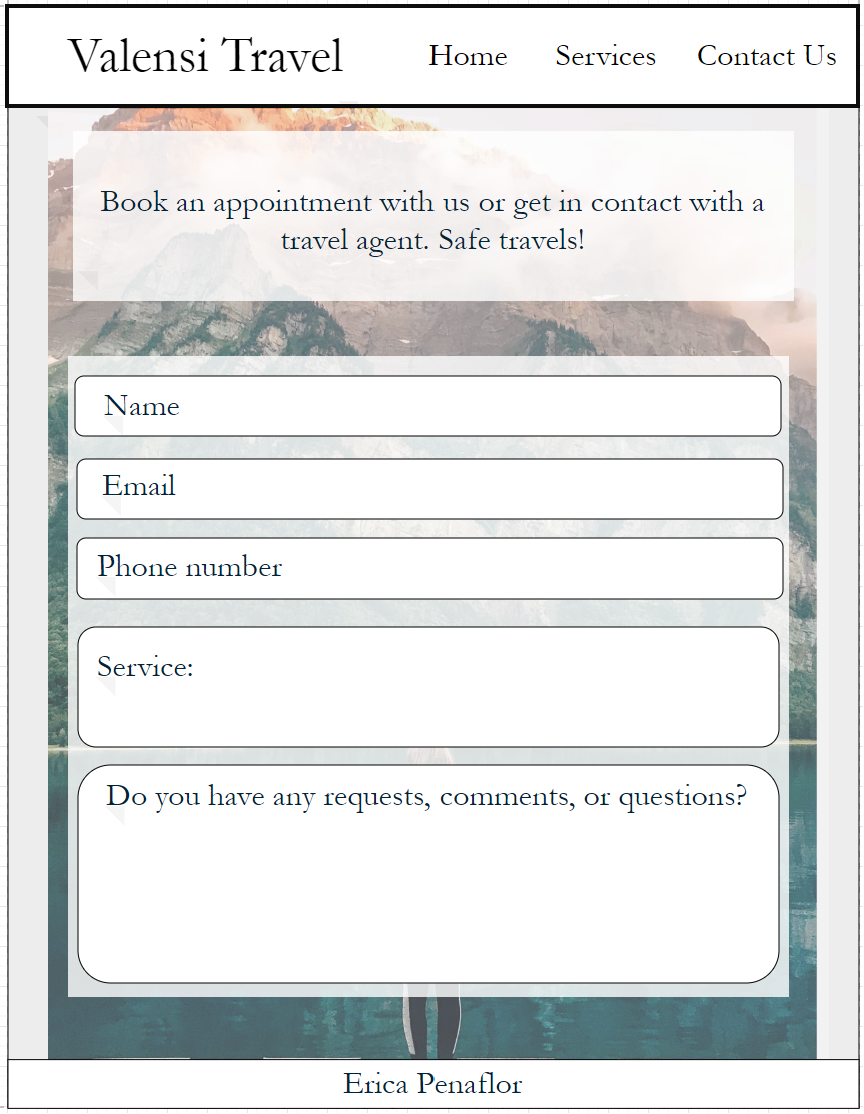 Valensi Travel Home Services Contact Us
Book an appointment with us or get in contact with a
travel agent. Safe travels!
Name
Email
Phone number
Service:
Do you have any requests, comments, or questions?
Erica Penaflor